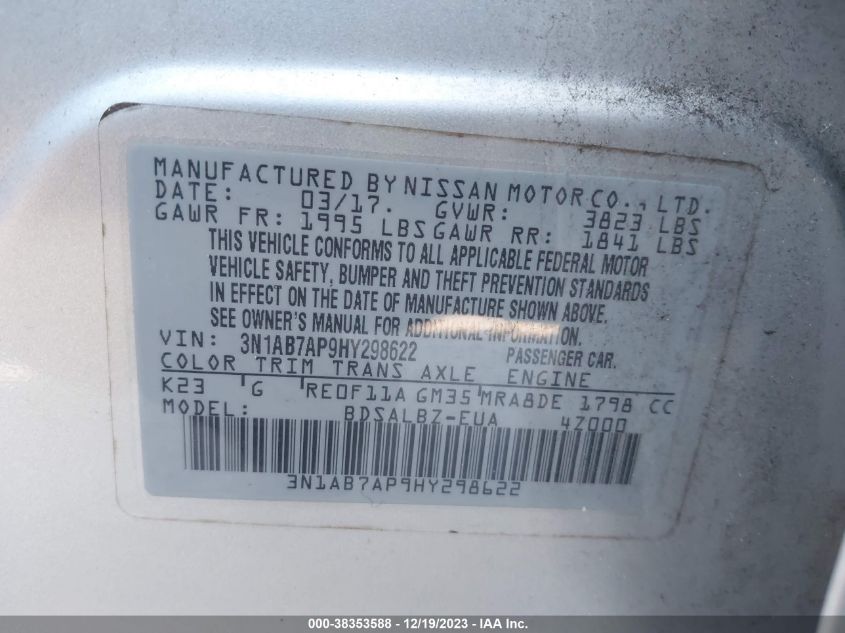 MANUFACTURED BY NISSAN MOTOR CO., LTD.
DATE: 03/17. GVWR: 3823 LBS
GAWR FR: 1995 LBS GAWR RR: 1841 LBS
THIS VEHICLE CONFORMS TO ALL APPLICABLE FEDERAL MOTOR
VEHICLE SAFETY, BUMPER AND THEFT PREVENTION STANDARDS
IN EFFECT ON THE DATE OF MANUFACTURE SHOWN ABOVE.
SEE OWNER'S MANUAL FOR ADDITIONAL INFORMATION.
VIN: 3N1AB7AP9HY298622 PASSENGER CAR.
COLOR TRIM TRANS AXLE ENGINE
K23 G RE0F11A GM35 MRA8DE 1798 CC
MODEL: BDSALBZ-EUA 4Z000
3N1AB7AP9HY298622
000-38353588 - 12/19/2023 - IAA Inc.